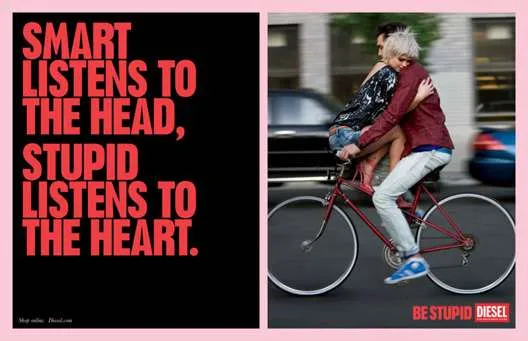 SMART
LISTENS TO
THE HEAD,
STUPID
LISTENS TO
THE HEART.
Shop online. Diesel.com
BE STUPID DIESEL